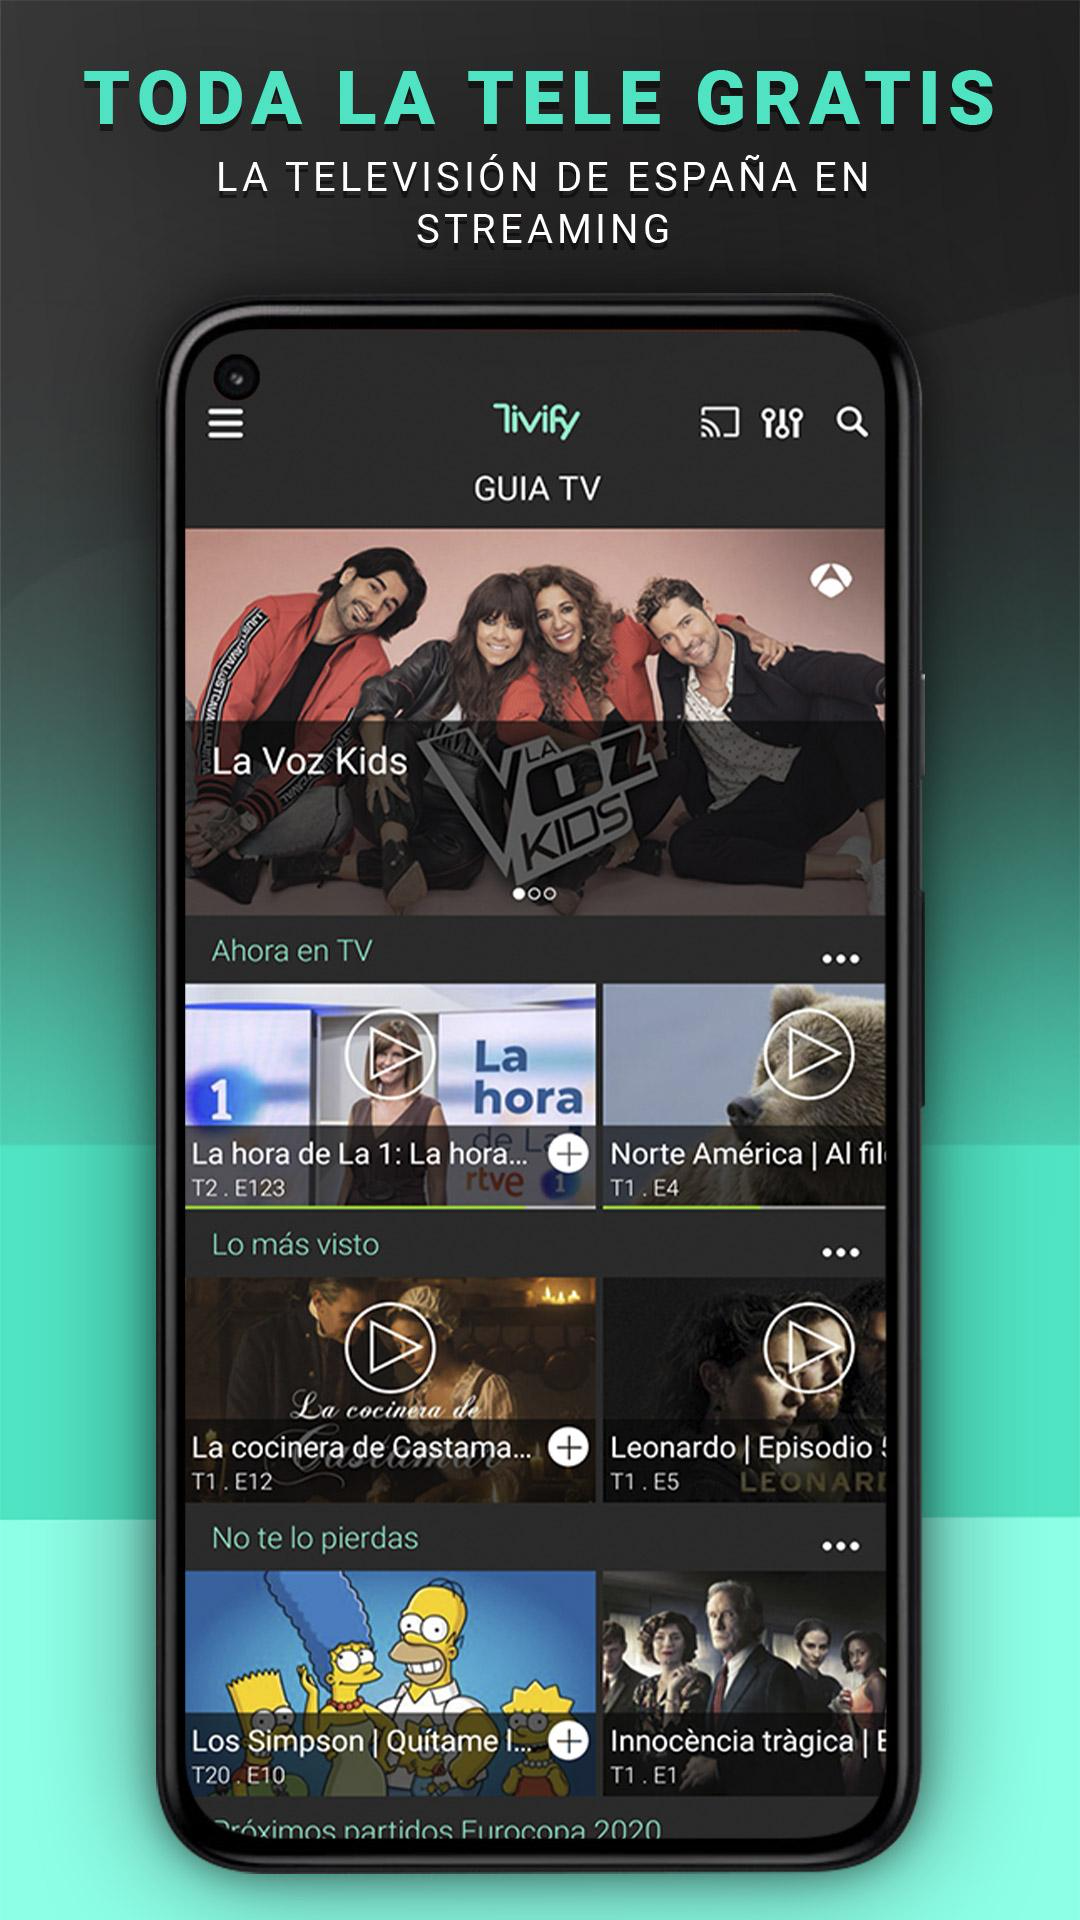 TODA LA TELE GRATIS
LA TELEVISIÓN DE ESPAÑA EN
STREAMING
Tivify
GUIA TV
La Voz Kids
LA
VOZ
KIDS
Ahora en TV
1
La
hora
de La 1
La hora de La 1: La hora...
T2 . E123
rtve
1
Norte América | Al fil
T1 . E4
Lo más visto
La cocinera de
Castamar
La cocinera de Castama...
T1 . E12
Leonardo | Episodio 5
T1 . E5
LEONARD
No te lo pierdas
Los Simpson | Quítame l...
T20 . E10
Innocència tràgica | E
T1 . E1
Próximos partidos Eurocopa 2020